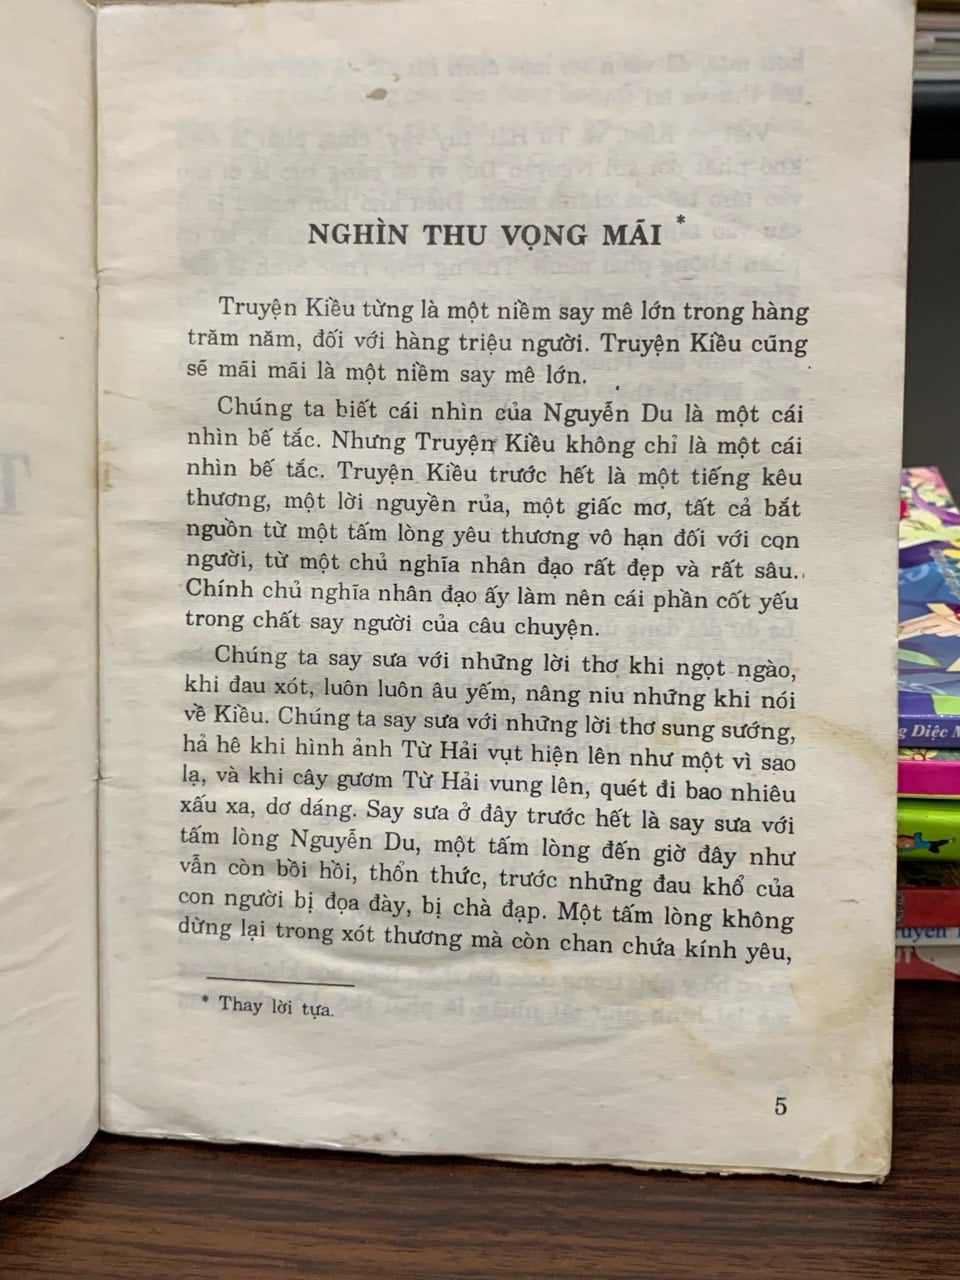 NGHÌN THU VỌNG MÃI *
Truyện Kiều từng là một niềm say mê lớn trong hàng
trăm năm, đối với hàng triệu người. Truyện Kiều cũng
sẽ mãi mãi là một niềm say mê lớn.
Chúng ta biết cái nhìn của Nguyễn Du là một cái
nhìn bế tắc. Nhưng Truyện Kiều không chỉ là một cái
nhìn bế tắc. Truyện Kiều trước hết là một tiếng kêu
thương, một lời nguyền rủa, một giấc mơ, tất cả bắt
nguồn từ một tấm lòng yêu thương vô hạn đối với con
người, từ một chủ nghĩa nhân đạo rất đẹp và rất sâu.
Chính chủ nghĩa nhân đạo ấy làm nên cái phần cốt yếu
trong chất say người của câu chuyện.
Chúng ta say sưa với những lời thơ khi ngọt ngào,
khi đau xót, luôn luôn âu yếm, nâng niu những khi nói
về Kiều. Chúng ta say sưa với những lời thơ sung sướng,
hả hê khi hình ảnh Từ Hải vụt hiện lên như một vì sao
lạ, và khi cây gươm Từ Hải vung lên, quét đi bao nhiêu
xấu xa, dơ dáng. Say sưa ở đây trước hết là say sưa với
tấm lòng Nguyễn Du, một tấm lòng đến giờ đây như
vẫn còn bồi hồi, thổn thức, trước những đau khổ của
con người bị đọa đày, bị chà đạp. Một tấm lòng không
dừng lại trong xót thương mà còn chan chứa kính yêu,
* Thay lời tựa.
5
Diệc